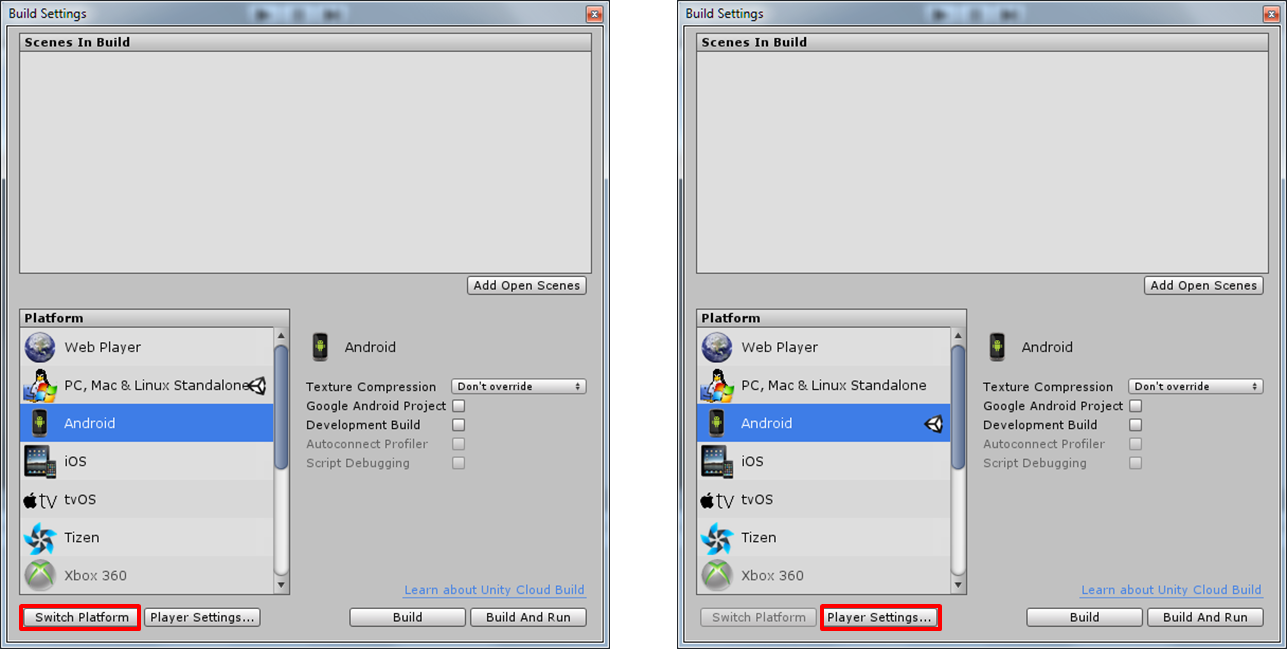 Build Settings
Scenes In Build
Add Open Scenes
Platform
Web Player
PC, Mac & Linux Standalone
Android
iOS
tv tvOS
Tizen
Xbox 360
Android
Texture Compression Don't override
Google Android Project
Development Build
Autoconnect Profiler
Script Debugging
Learn about Unity Cloud Build
Switch Platform Player Settings... Build Build And Run
Build Settings
Scenes In Build
Add Open Scenes
Platform
Web Player
PC, Mac & Linux Standalone
Android
iOS
tv tvOS
Tizen
Xbox 360
Android
Texture Compression Don't override
Google Android Project
Development Build
Autoconnect Profiler
Script Debugging
Learn about Unity Cloud Build
Switch Platform Player Settings... Build Build And Run